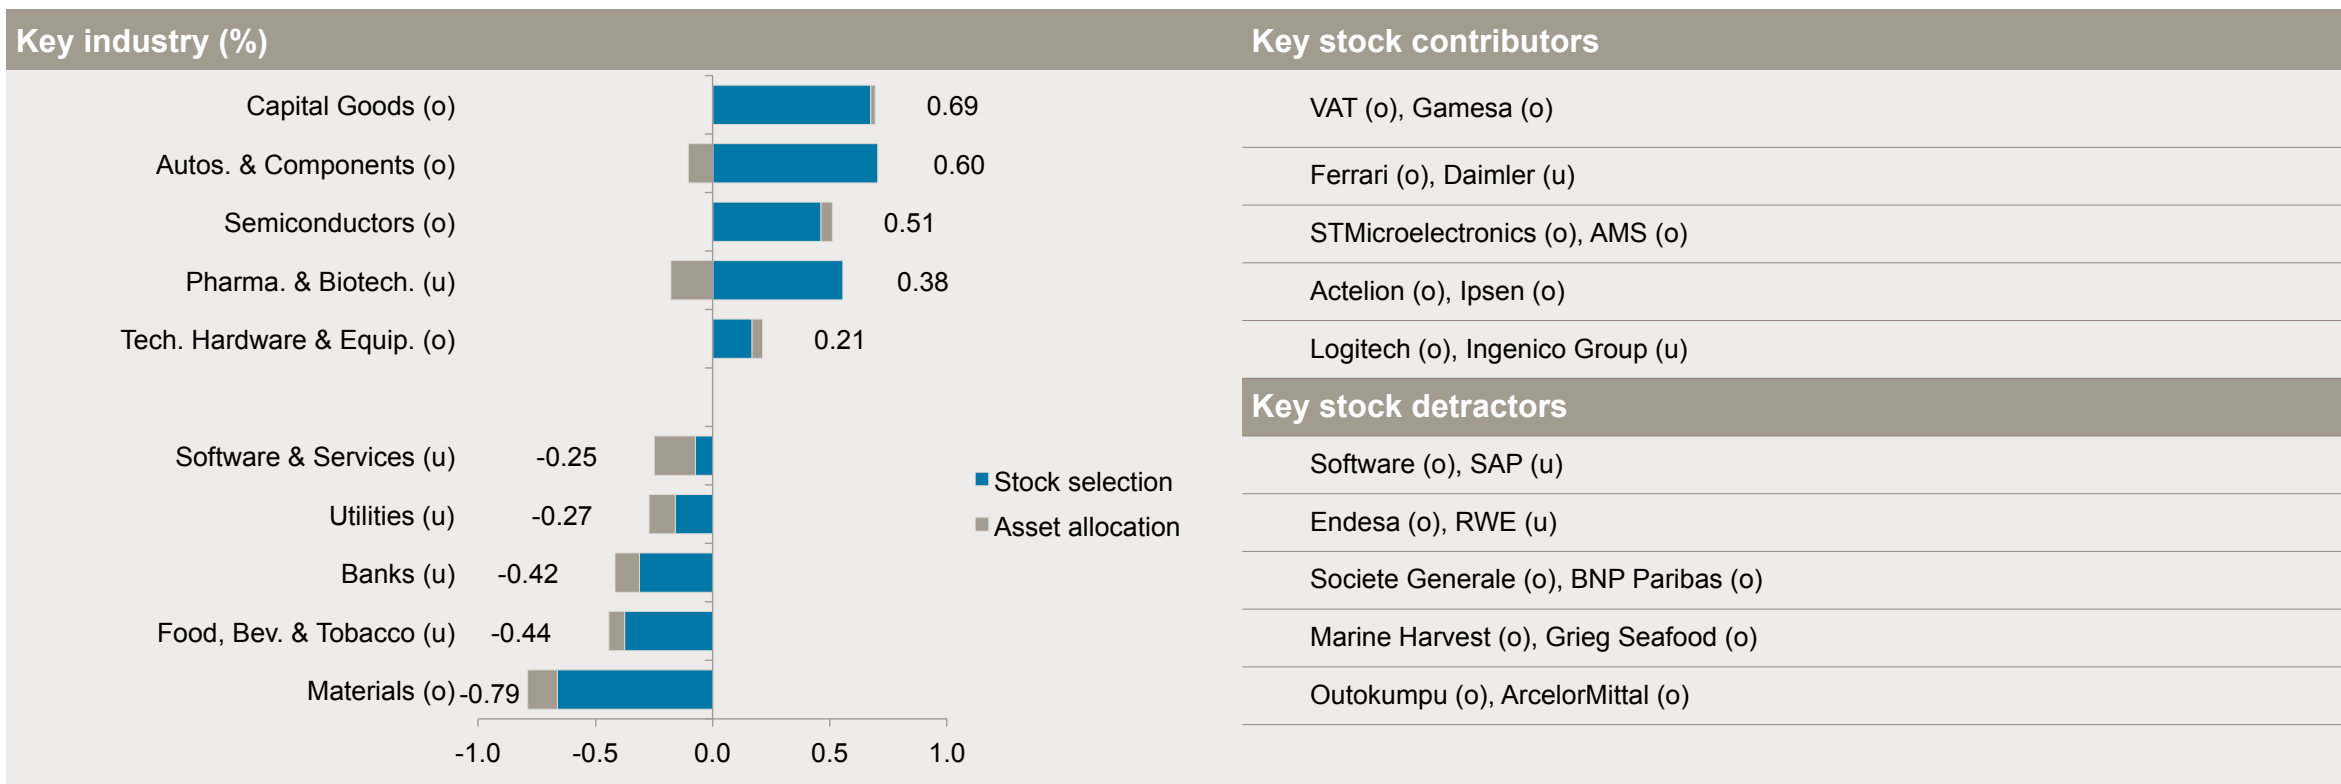 Key industry (%)
Capital Goods (o) 0.69
Autos. & Components (o) 0.60
Semiconductors (o) 0.51
Pharma. & Biotech. (u) 0.38
Tech. Hardware & Equip. (o) 0.21
Software & Services (u) -0.25
Utilities (u) -0.27
Banks (u) -0.42
Food, Bev. & Tobacco (u) -0.44
Materials (o) -0.79
-1.0 -0.5 0.0 0.5 1.0
Stock selection
Asset allocation
Key stock contributors
VAT (o), Gamesa (o)
Ferrari (o), Daimler (u)
STMicroelectronics (o), AMS (o)
Actelion (o), Ipsen (o)
Logitech (o), Ingenico Group (u)
Key stock detractors
Software (o), SAP (u)
Endesa (o), RWE (u)
Societe Generale (o), BNP Paribas (o)
Marine Harvest (o), Grieg Seafood (o)
Outokumpu (o), ArcelorMittal (o)